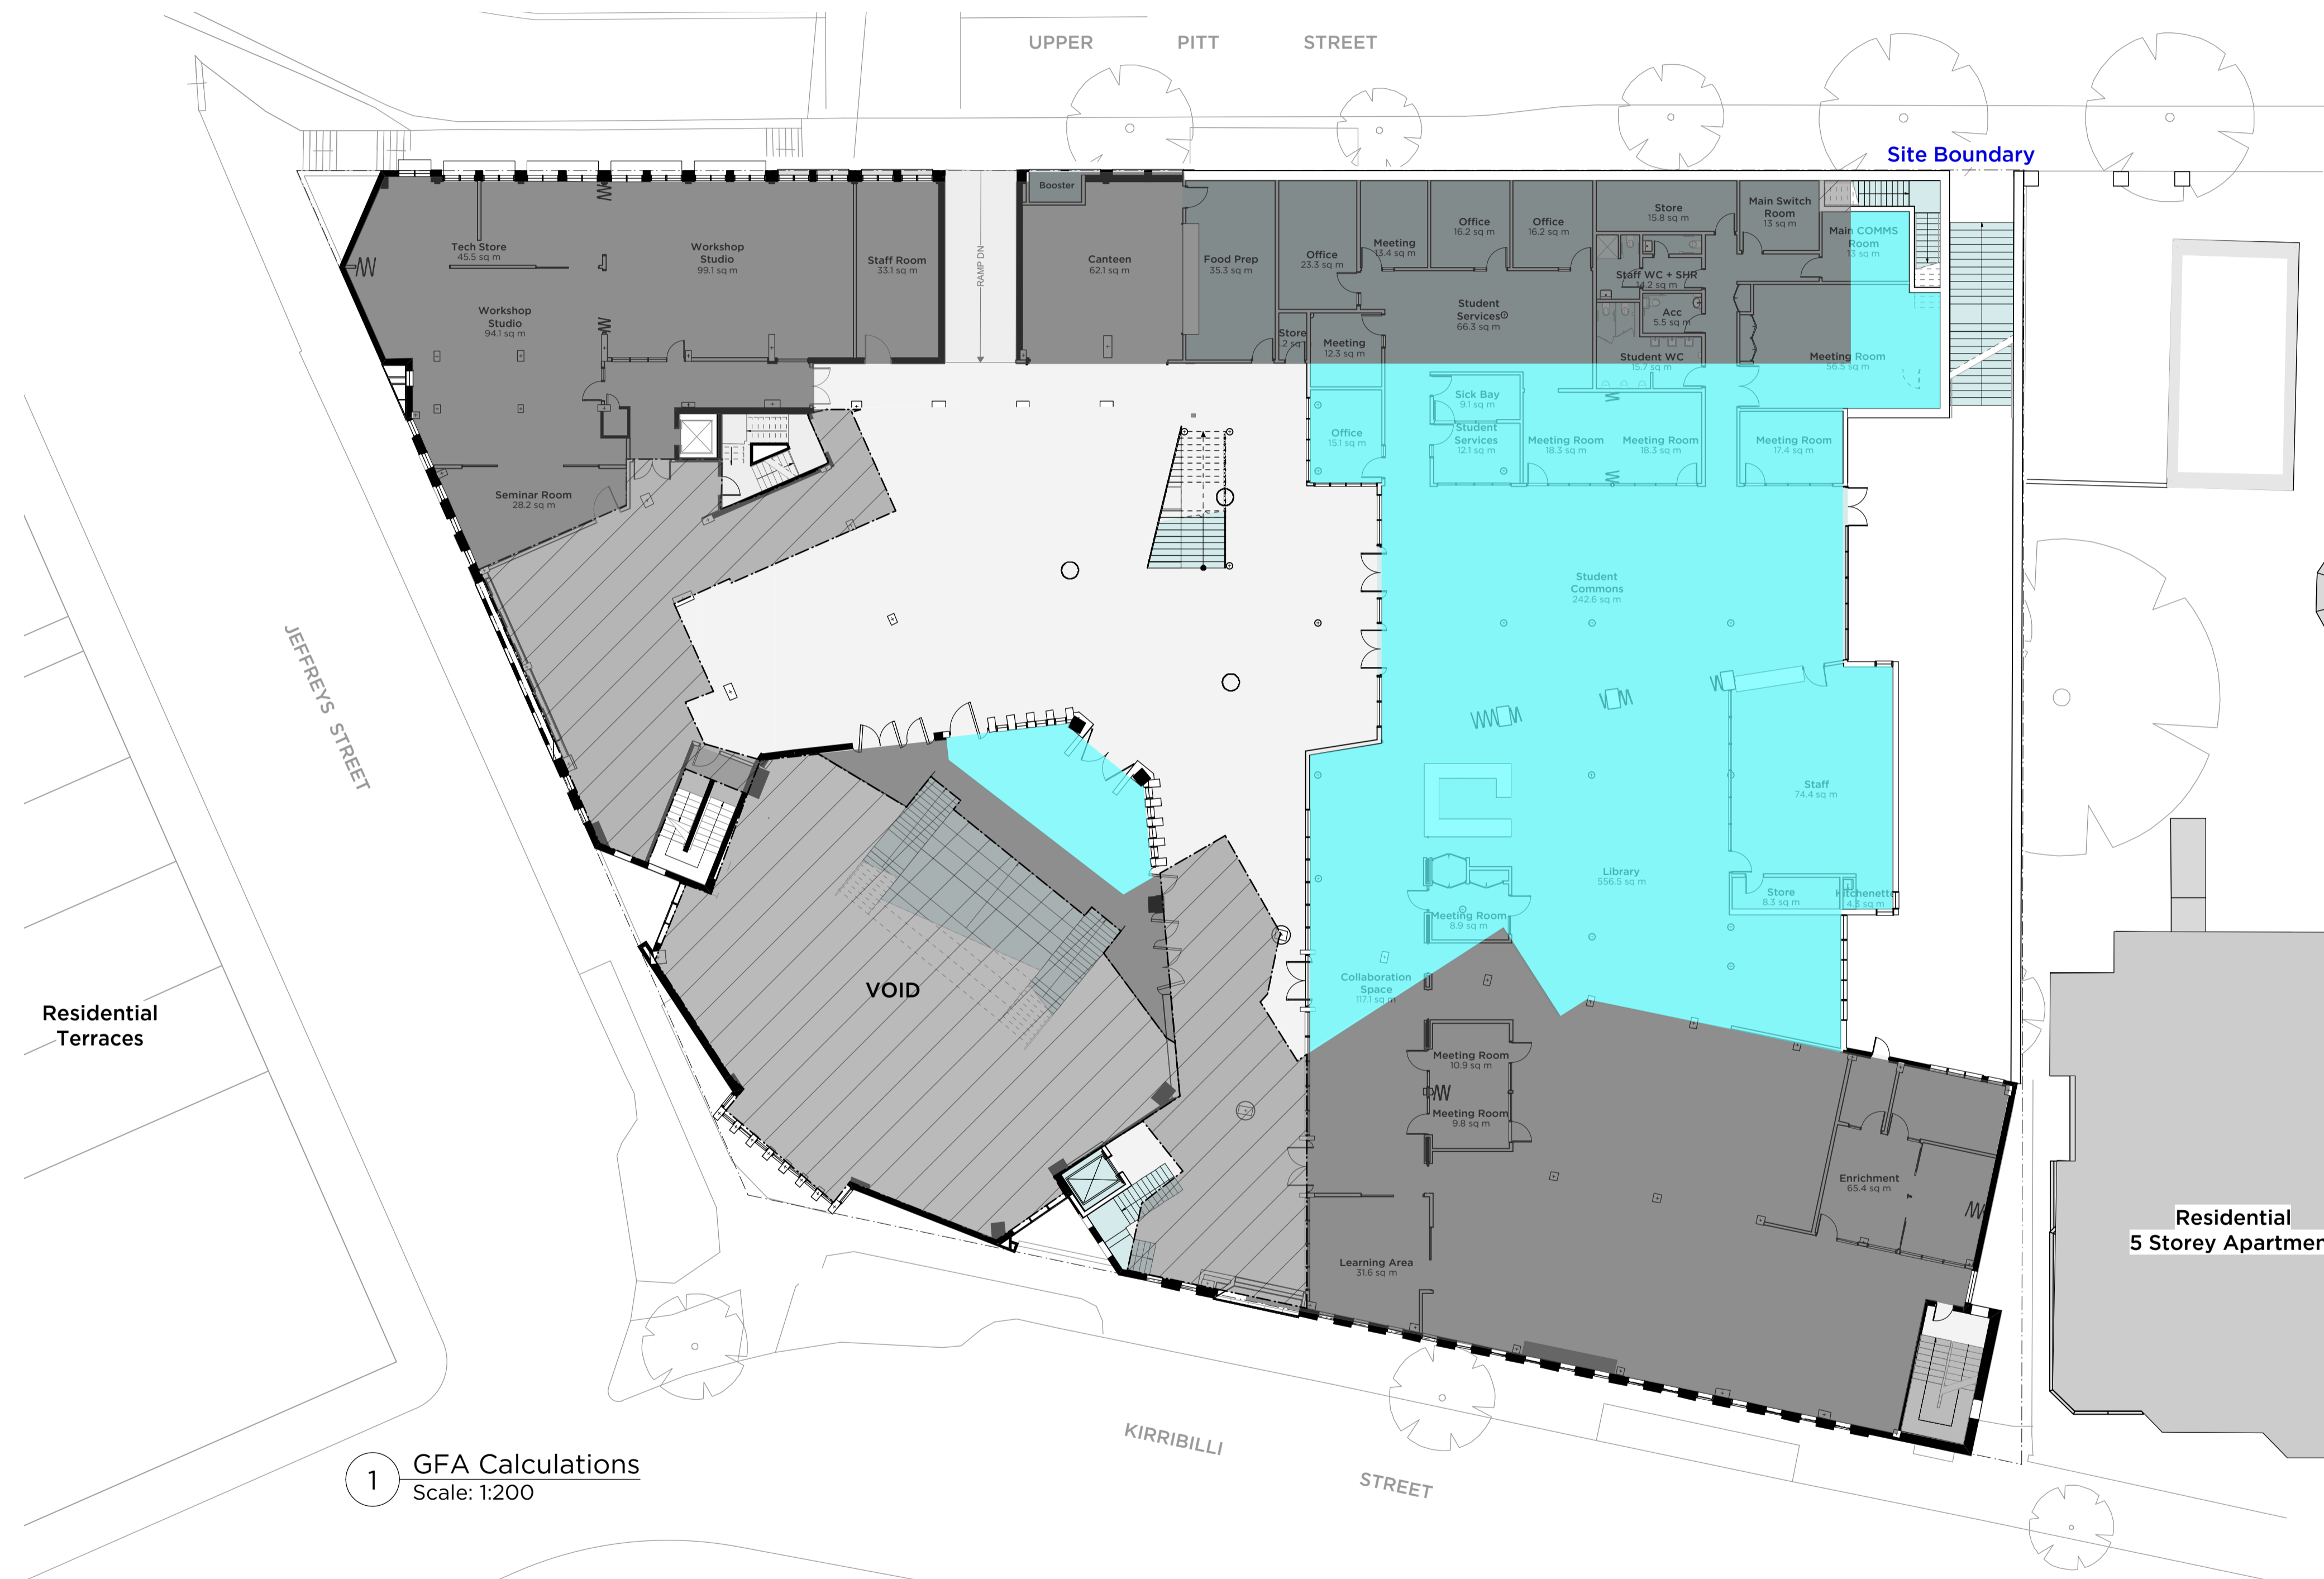 UPPER PITT STREET
Site Boundary
Booster
Tech Store
45.5 sq m
Workshop
Studio
99.1 sq m
Staff Room
33.1 sq m
RAMP DN
Canteen
62.1 sq m
Food Prep
35.3 sq m
Office
23.3 sq m
Meeting
13.4 sq m
Office
16.2 sq m
Office
16.2 sq m
Store
15.8 sq m
Main Switch
Room
13 sq m
Main COMMS
Room
13 sq m
Staff WC + SHR
14.2 sq m
Acc
5.5 sq m
Student
Services
66.3 sq m
Workshop
Studio
94.1 sq m
Store
.2 sq
Meeting
12.3 sq m
Student WC
15.7 sq m
Meeting Room
56.5 sq m
Sick Bay
9.1 sq m
Office
15.1 sq m
Student
Services
12.1 sq m
Meeting Room
18.3 sq m
Meeting Room
18.3 sq m
Meeting Room
17.4 sq m
Seminar Room
28.2 sq m
Student
Commons
242.6 sq m
JEFFREYS STREET
Staff
74.4 sq m
Library
556.5 sq m
Store
8.3 sq m
Kitchenette
4.3 sq m
Meeting Room
8.9 sq m
VOID
Collaboration
Space
117.1 sq m
Residential
Terraces
Meeting Room
10.9 sq m
Meeting Room
9.8 sq m
Enrichment
65.4 sq m
Residential
5 Storey Apartmen
Learning Area
31.6 sq m
KIRRIBILLI STREET
1
GFA Calculations
Scale: 1:200